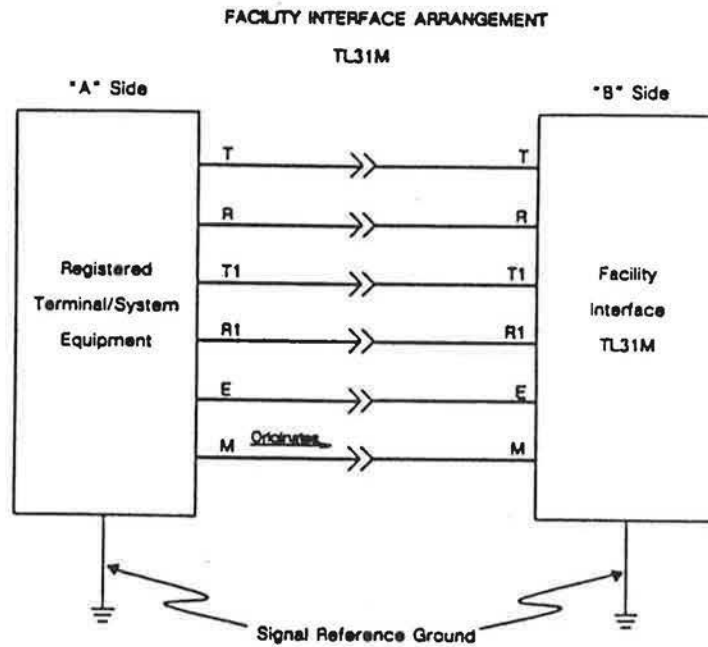 FACILITY INTERFACE ARRANGEMENT
TL31M
"A" Side
"B" Side
T T
R R
T1 T1
R1 R1
E E
M Originates M
Registered
Terminal/System
Equipment
Facility
Interface
TL31M
Signal Reference Ground